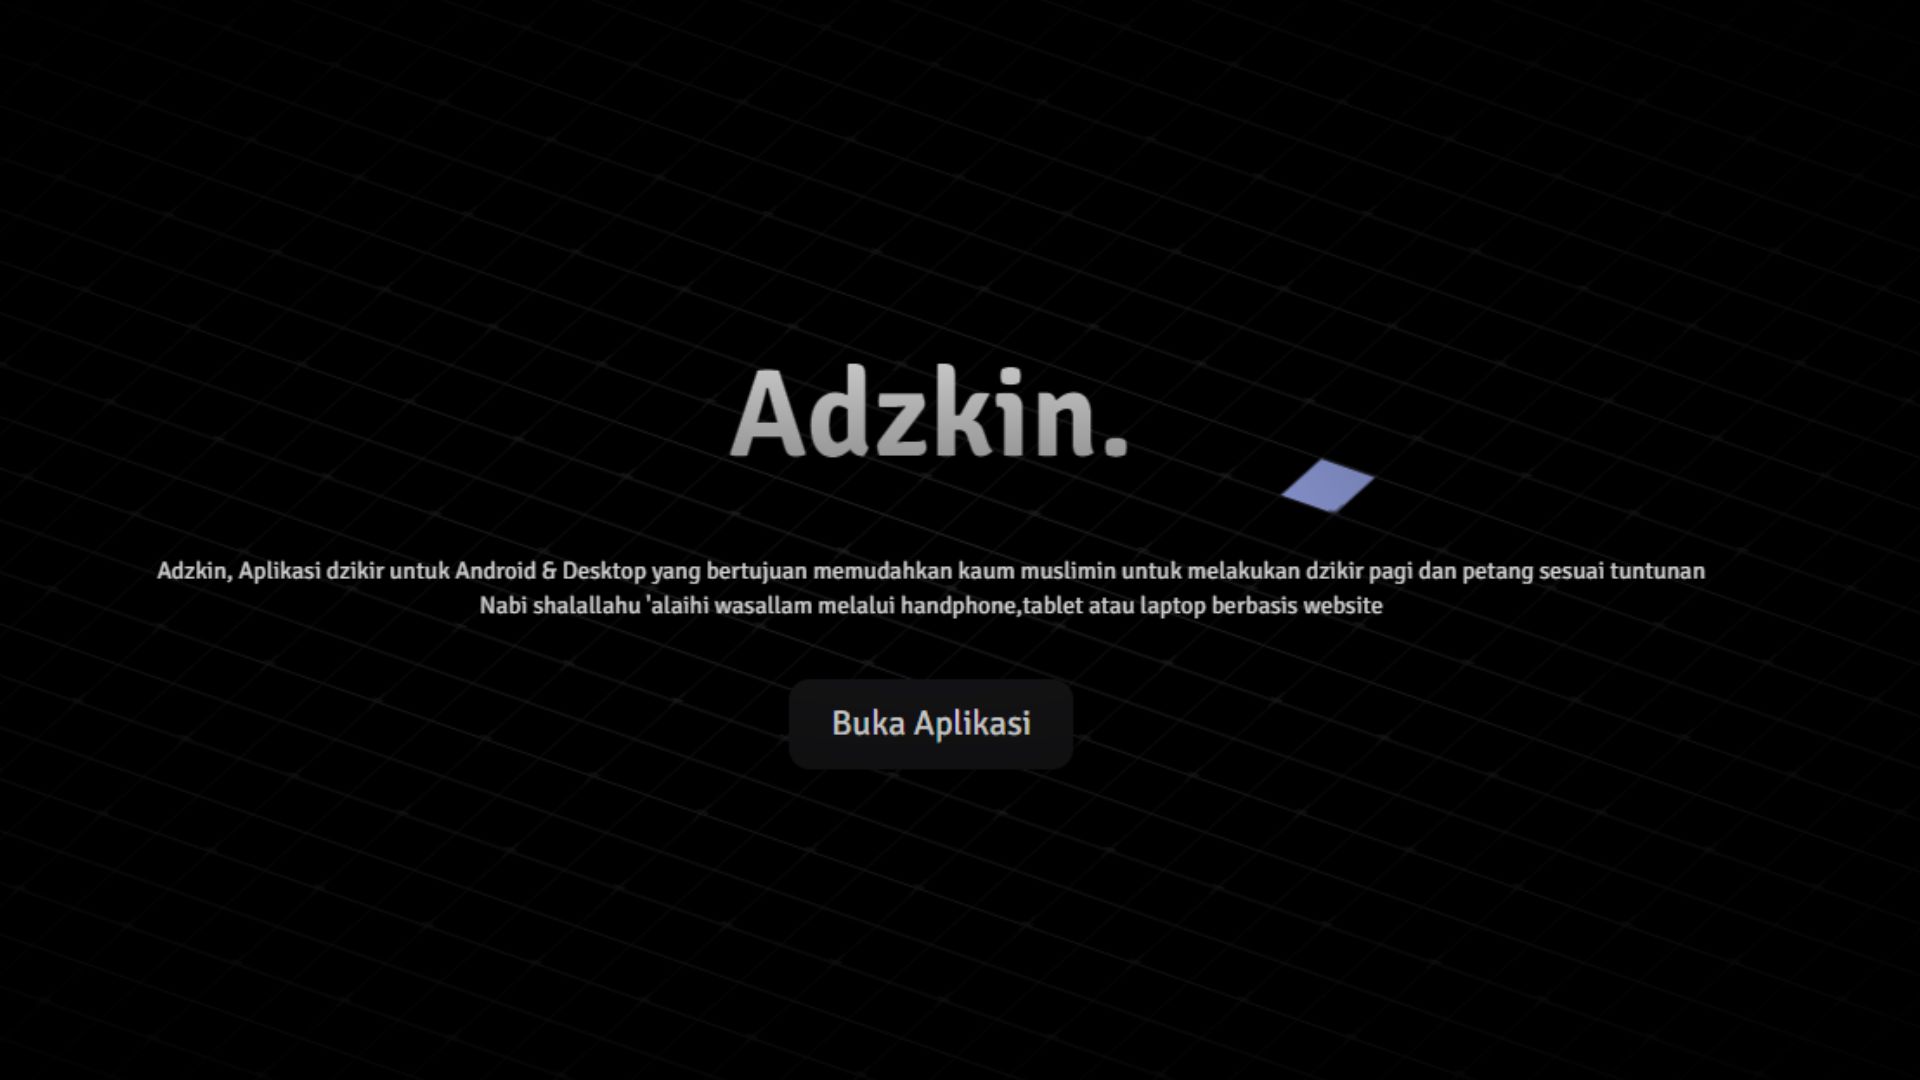 Adzkin.
Adzkin, Aplikasi dzikir untuk Android & Desktop yang bertujuan memudahkan kaum muslimin untuk melakukan dzikir pagi dan petang sesuai tuntunan
Nabi shalallahu 'alaihi wasallam melalui handphone,tablet atau laptop berbasis website
Buka Aplikasi